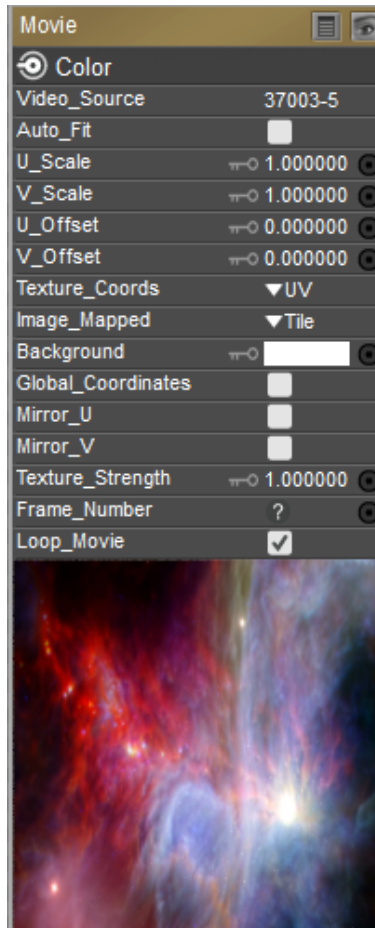 Movie
Color
Video_Source 37003-5
Auto_Fit
U_Scale 1.000000
V_Scale 1.000000
U_Offset 0.000000
V_Offset 0.000000
Texture_Coords ▼UV
Image_Mapped ▼Tile
Background
Global_Coordinates
Mirror_U
Mirror_V
Texture_Strength 1.000000
Frame_Number ?
Loop_Movie